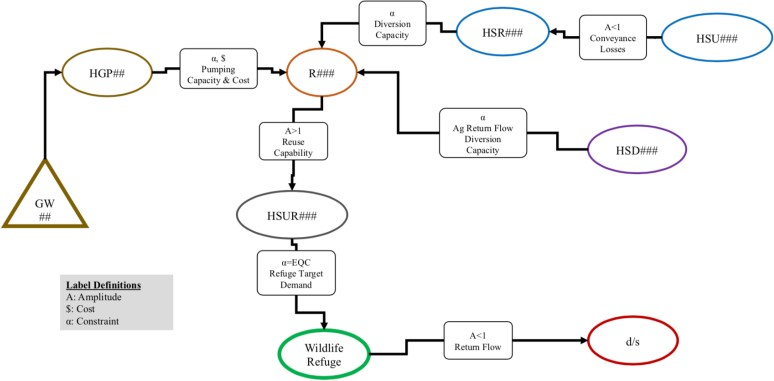 α
Diversion
Capacity
HSR###
A<1
Conveyance
Losses
HSU###
HGP##
α, $
Pumping
Capacity & Cost
R###
A>1
Reuse
Capability
α
Ag Return Flow
Diversion
Capacity
HSD###
GW
##
HSUR###
α=EQC
Refuge Target
Demand
Label Definitions
A: Amplitude
$: Cost
α: Constraint
Wildlife
Refuge
A<1
Return Flow
d/s